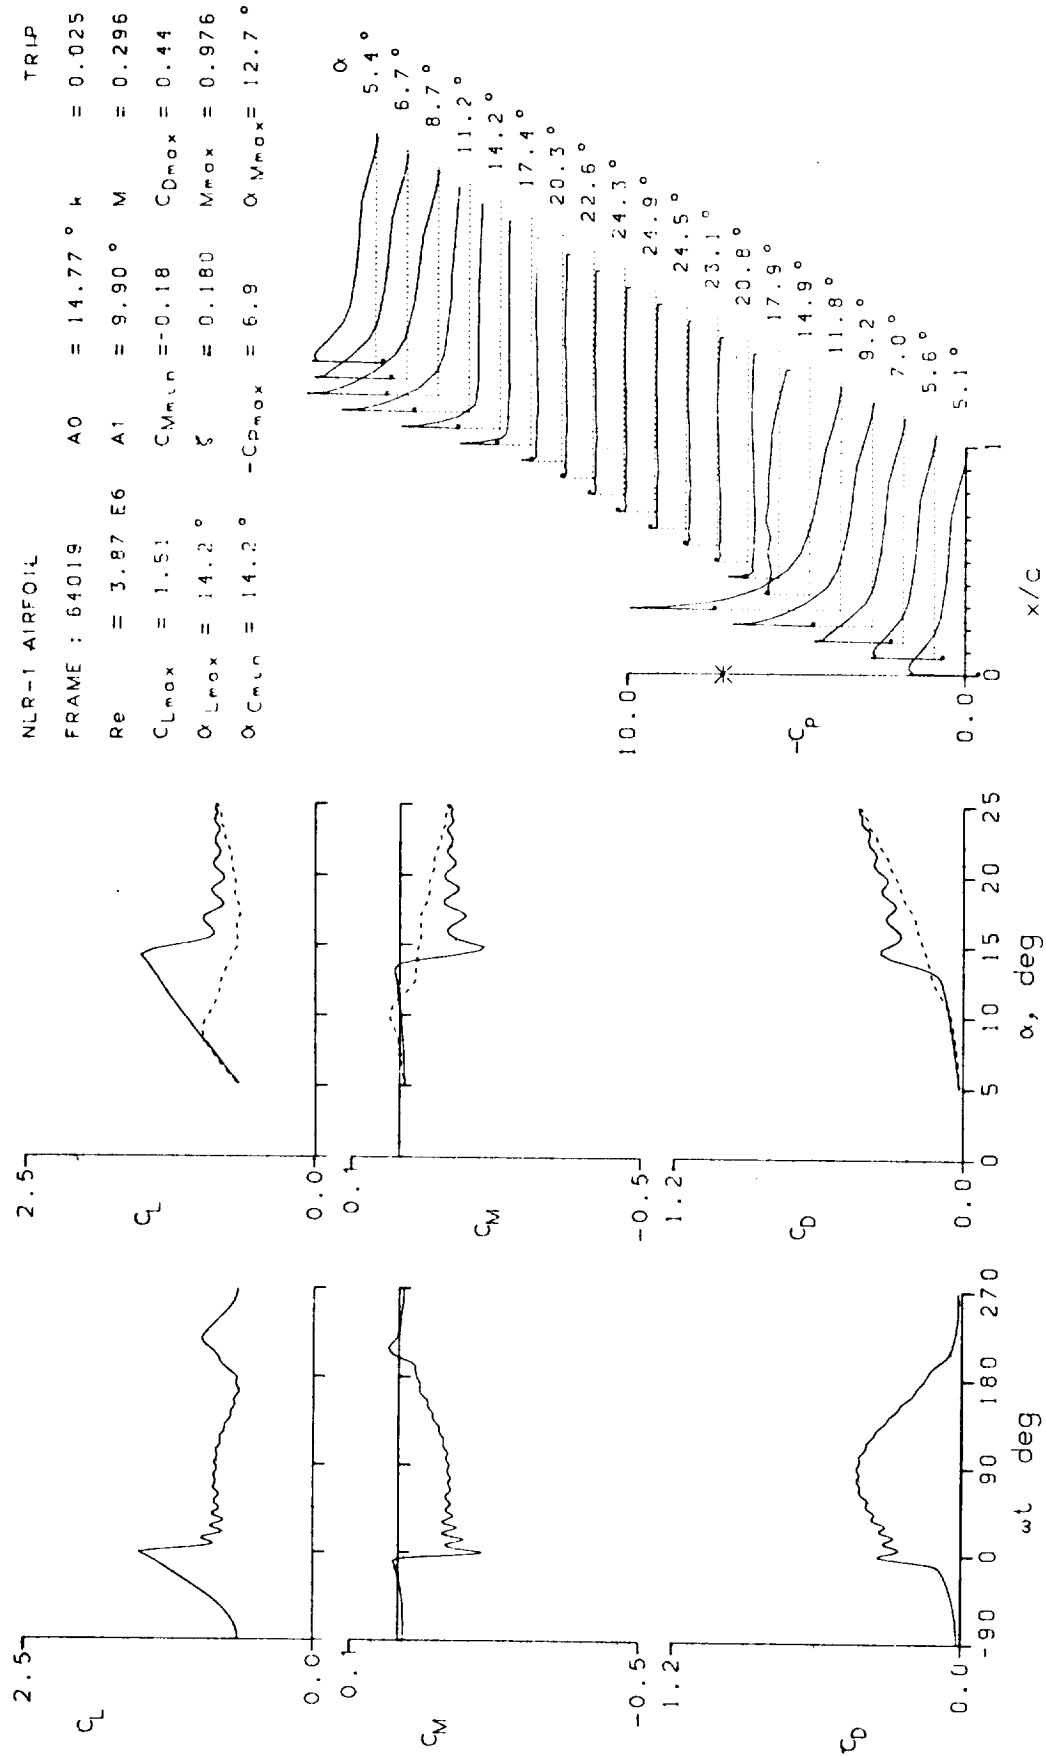 NLR-1 AIRFOIL TRIP
FRAME : 64019 A0 = 14.77° k = 0.025
Re = 3.87 E6 A1 = 9.90° M = 0.296
CLmax = 1.51 CMmin =-0.18 CDmax = 0.44
αLmax = 14.2° ζ = 0.180 Mmax = 0.976
αCmin = 14.2° -CPmax = 6.9 αMmax = 12.7°
2.5
CL
0.0
0.1
CM
-0.5
1.2
CD
0.0
-90 0 90 180 270
ωt deg
2.5
CL
0.0
0.1
CM
-0.5
1.2
CD
0.0
0 5 10 15 20 25
α, deg
α
5.4°
6.7°
8.7°
11.2°
14.2°
17.4°
20.3°
22.6°
24.3°
24.9°
24.5°
23.1°
20.8°
17.9°
14.9°
11.8°
9.2°
7.0°
5.6°
5.1°
10.0
-Cp
0.0
0 1
x/c